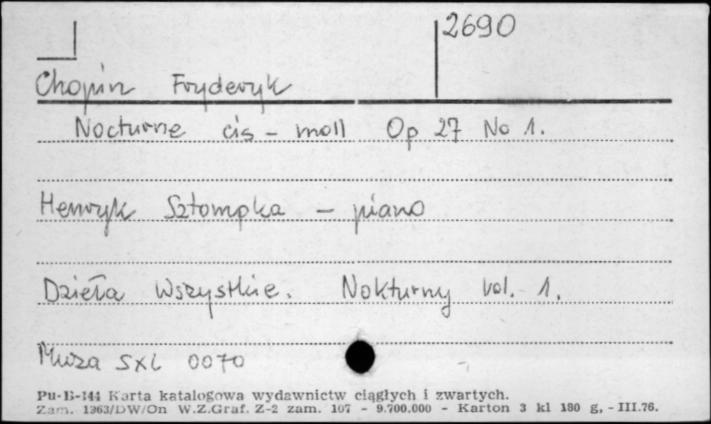 2690
Chopin Fryderyk
Nocturne cis - moll Op 27 No 1.
Henryk Sztompka - piano
Dzieła Wszystkie. Nokturny vol. 1.
Muza SXL 0070
Pu-B-144 Karta katalogowa wydawnictw ciągłych i zwartych.
Zam. 1363/DW/On W.Z.Graf. Z-2 zam. 107 - 9.700.000 - Karton 3 kl 180 g, - III.76.